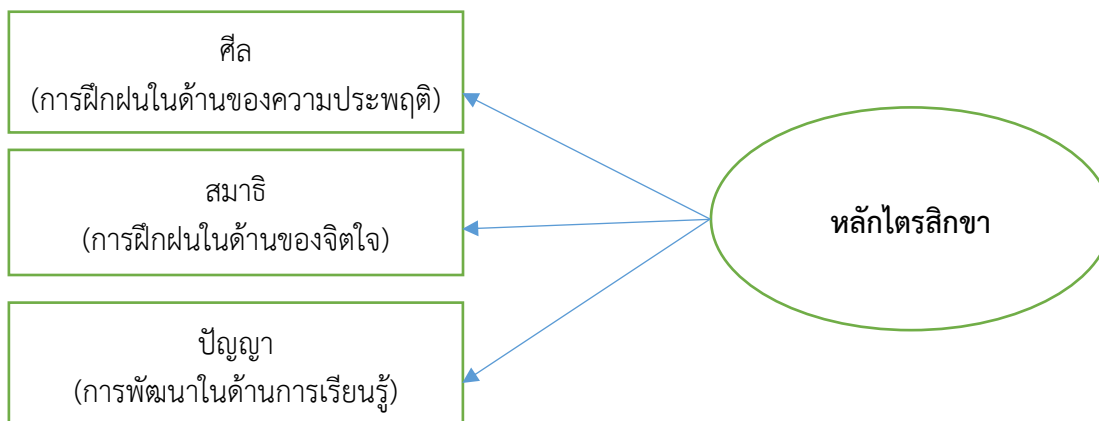 ศีล
(การฝึกฝนในด้านของความประพฤติ)
สมาธิ
(การฝึกฝนในด้านของจิตใจ)
ปัญญา
(การพัฒนาในด้านการเรียนรู้)
หลักไตรสิกขา